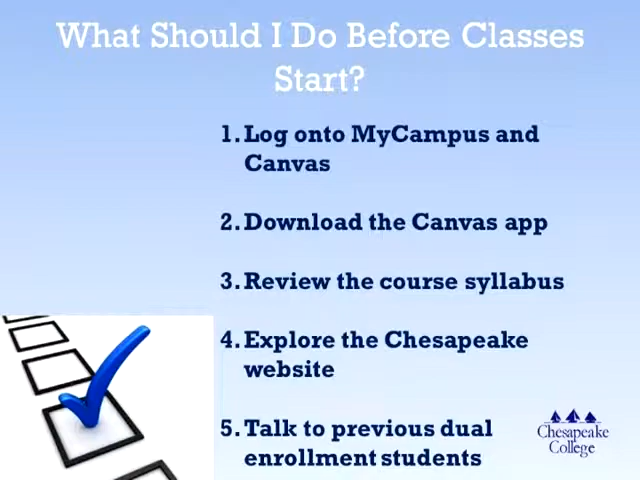 What Should I Do Before Classes
Start?
1. Log onto MyCampus and
Canvas
2. Download the Canvas app
3. Review the course syllabus
4. Explore the Chesapeake
website
5. Talk to previous dual
enrollment students
Chesapeake
College